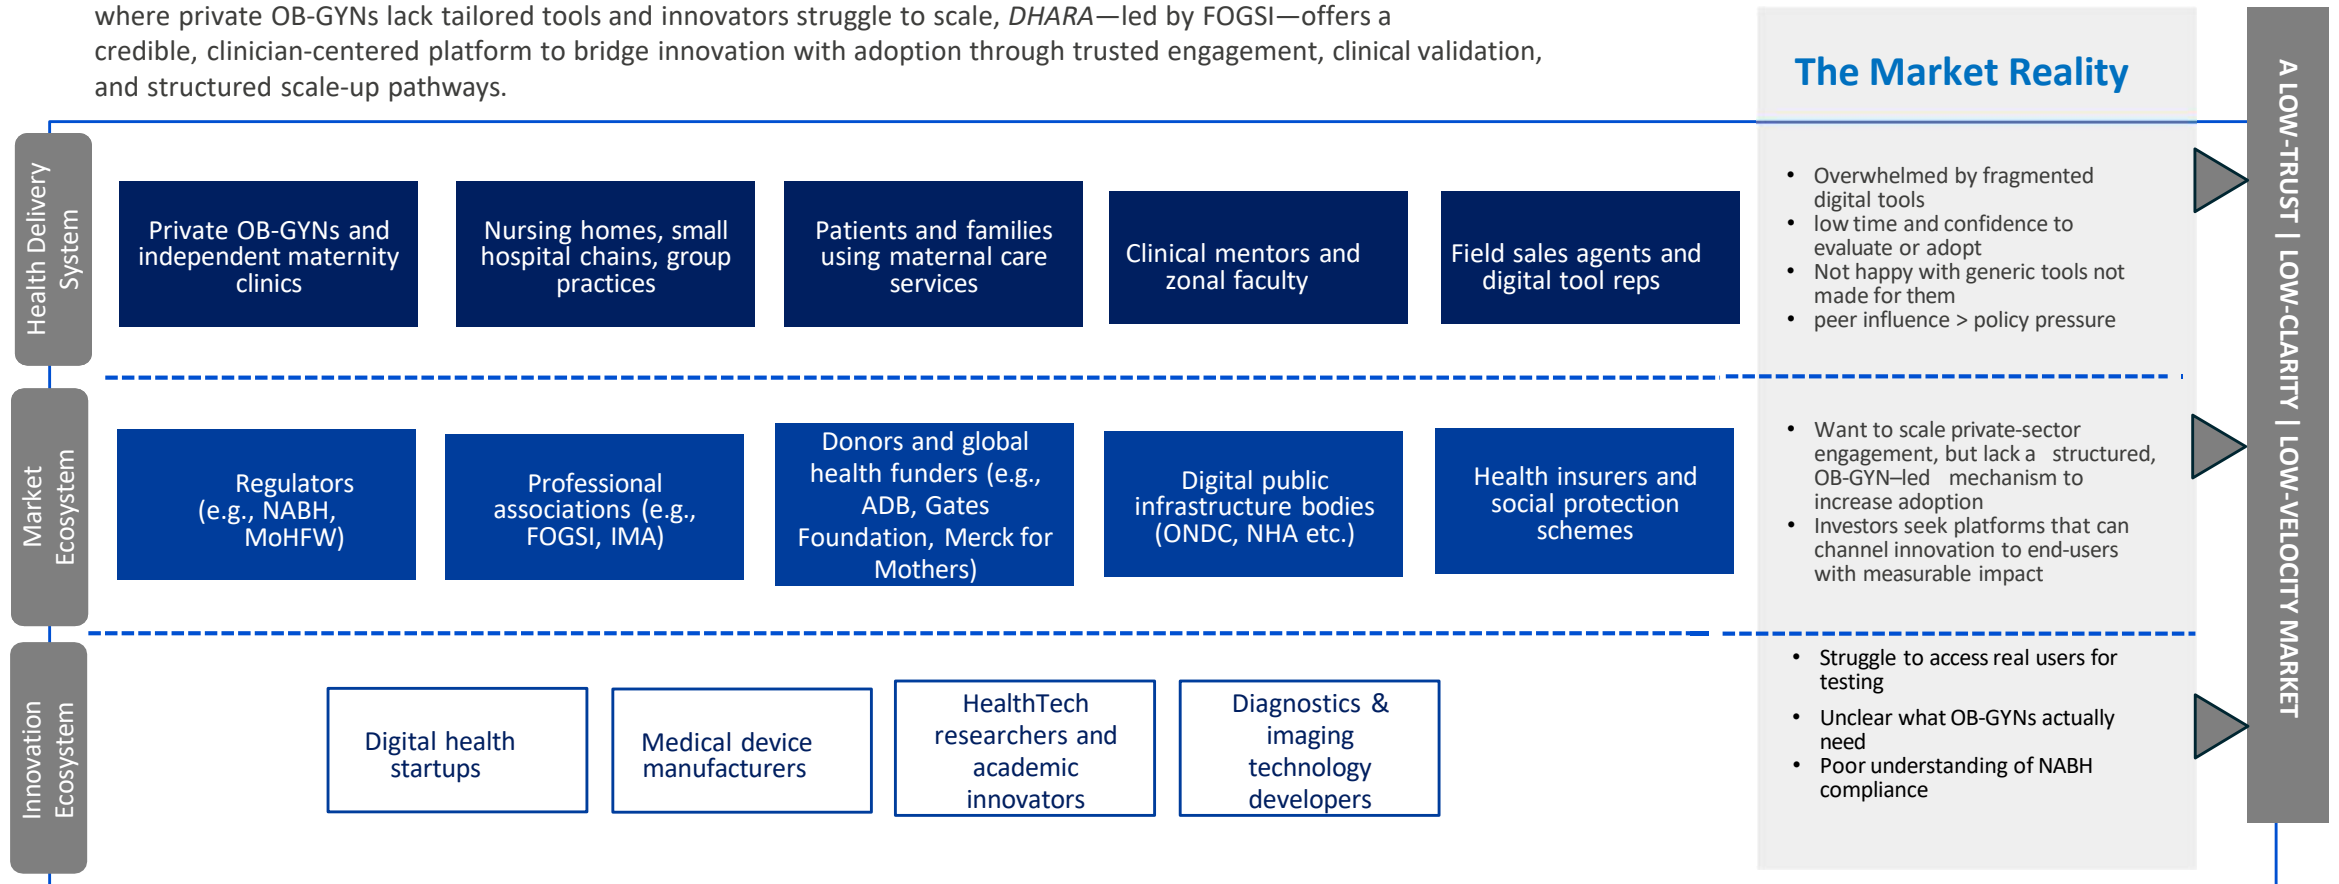 where private OB-GYNs lack tailored tools and innovators struggle to scale, DHARA—led by FOGSI—offers a
credible, clinician-centered platform to bridge innovation with adoption through trusted engagement, clinical validation,
and structured scale-up pathways.
The Market Reality
Health Delivery
System
Private OB-GYNs and
independent maternity
clinics
Nursing homes, small
hospital chains, group
practices
Patients and families
using maternal care
services
Clinical mentors and
zonal faculty
Field sales agents and
digital tool reps
• Overwhelmed by fragmented
digital tools
• low time and confidence to
evaluate or adopt
• Not happy with generic tools not
made for them
• peer influence > policy pressure
Market
Ecosystem
Regulators
(e.g., NABH,
MoHFW)
Professional
associations (e.g.,
FOGSI, IMA)
Donors and global
health funders (e.g.,
ADB, Gates
Foundation, Merck for
Mothers)
Digital public
infrastructure bodies
(ONDC, NHA etc.)
Health insurers and
social protection
schemes
• Want to scale private-sector
engagement, but lack a structured,
OB-GYN–led mechanism to
increase adoption
• Investors seek platforms that can
channel innovation to end-users
with measurable impact
Innovation
Ecosystem
Digital health
startups
Medical device
manufacturers
HealthTech
researchers and
academic
innovators
Diagnostics &
imaging
technology
developers
• Struggle to access real users for
testing
• Unclear what OB-GYNs actually
need
• Poor understanding of NABH
compliance
A LOW-TRUST | LOW-CLARITY | LOW-VELOCITY MARKET